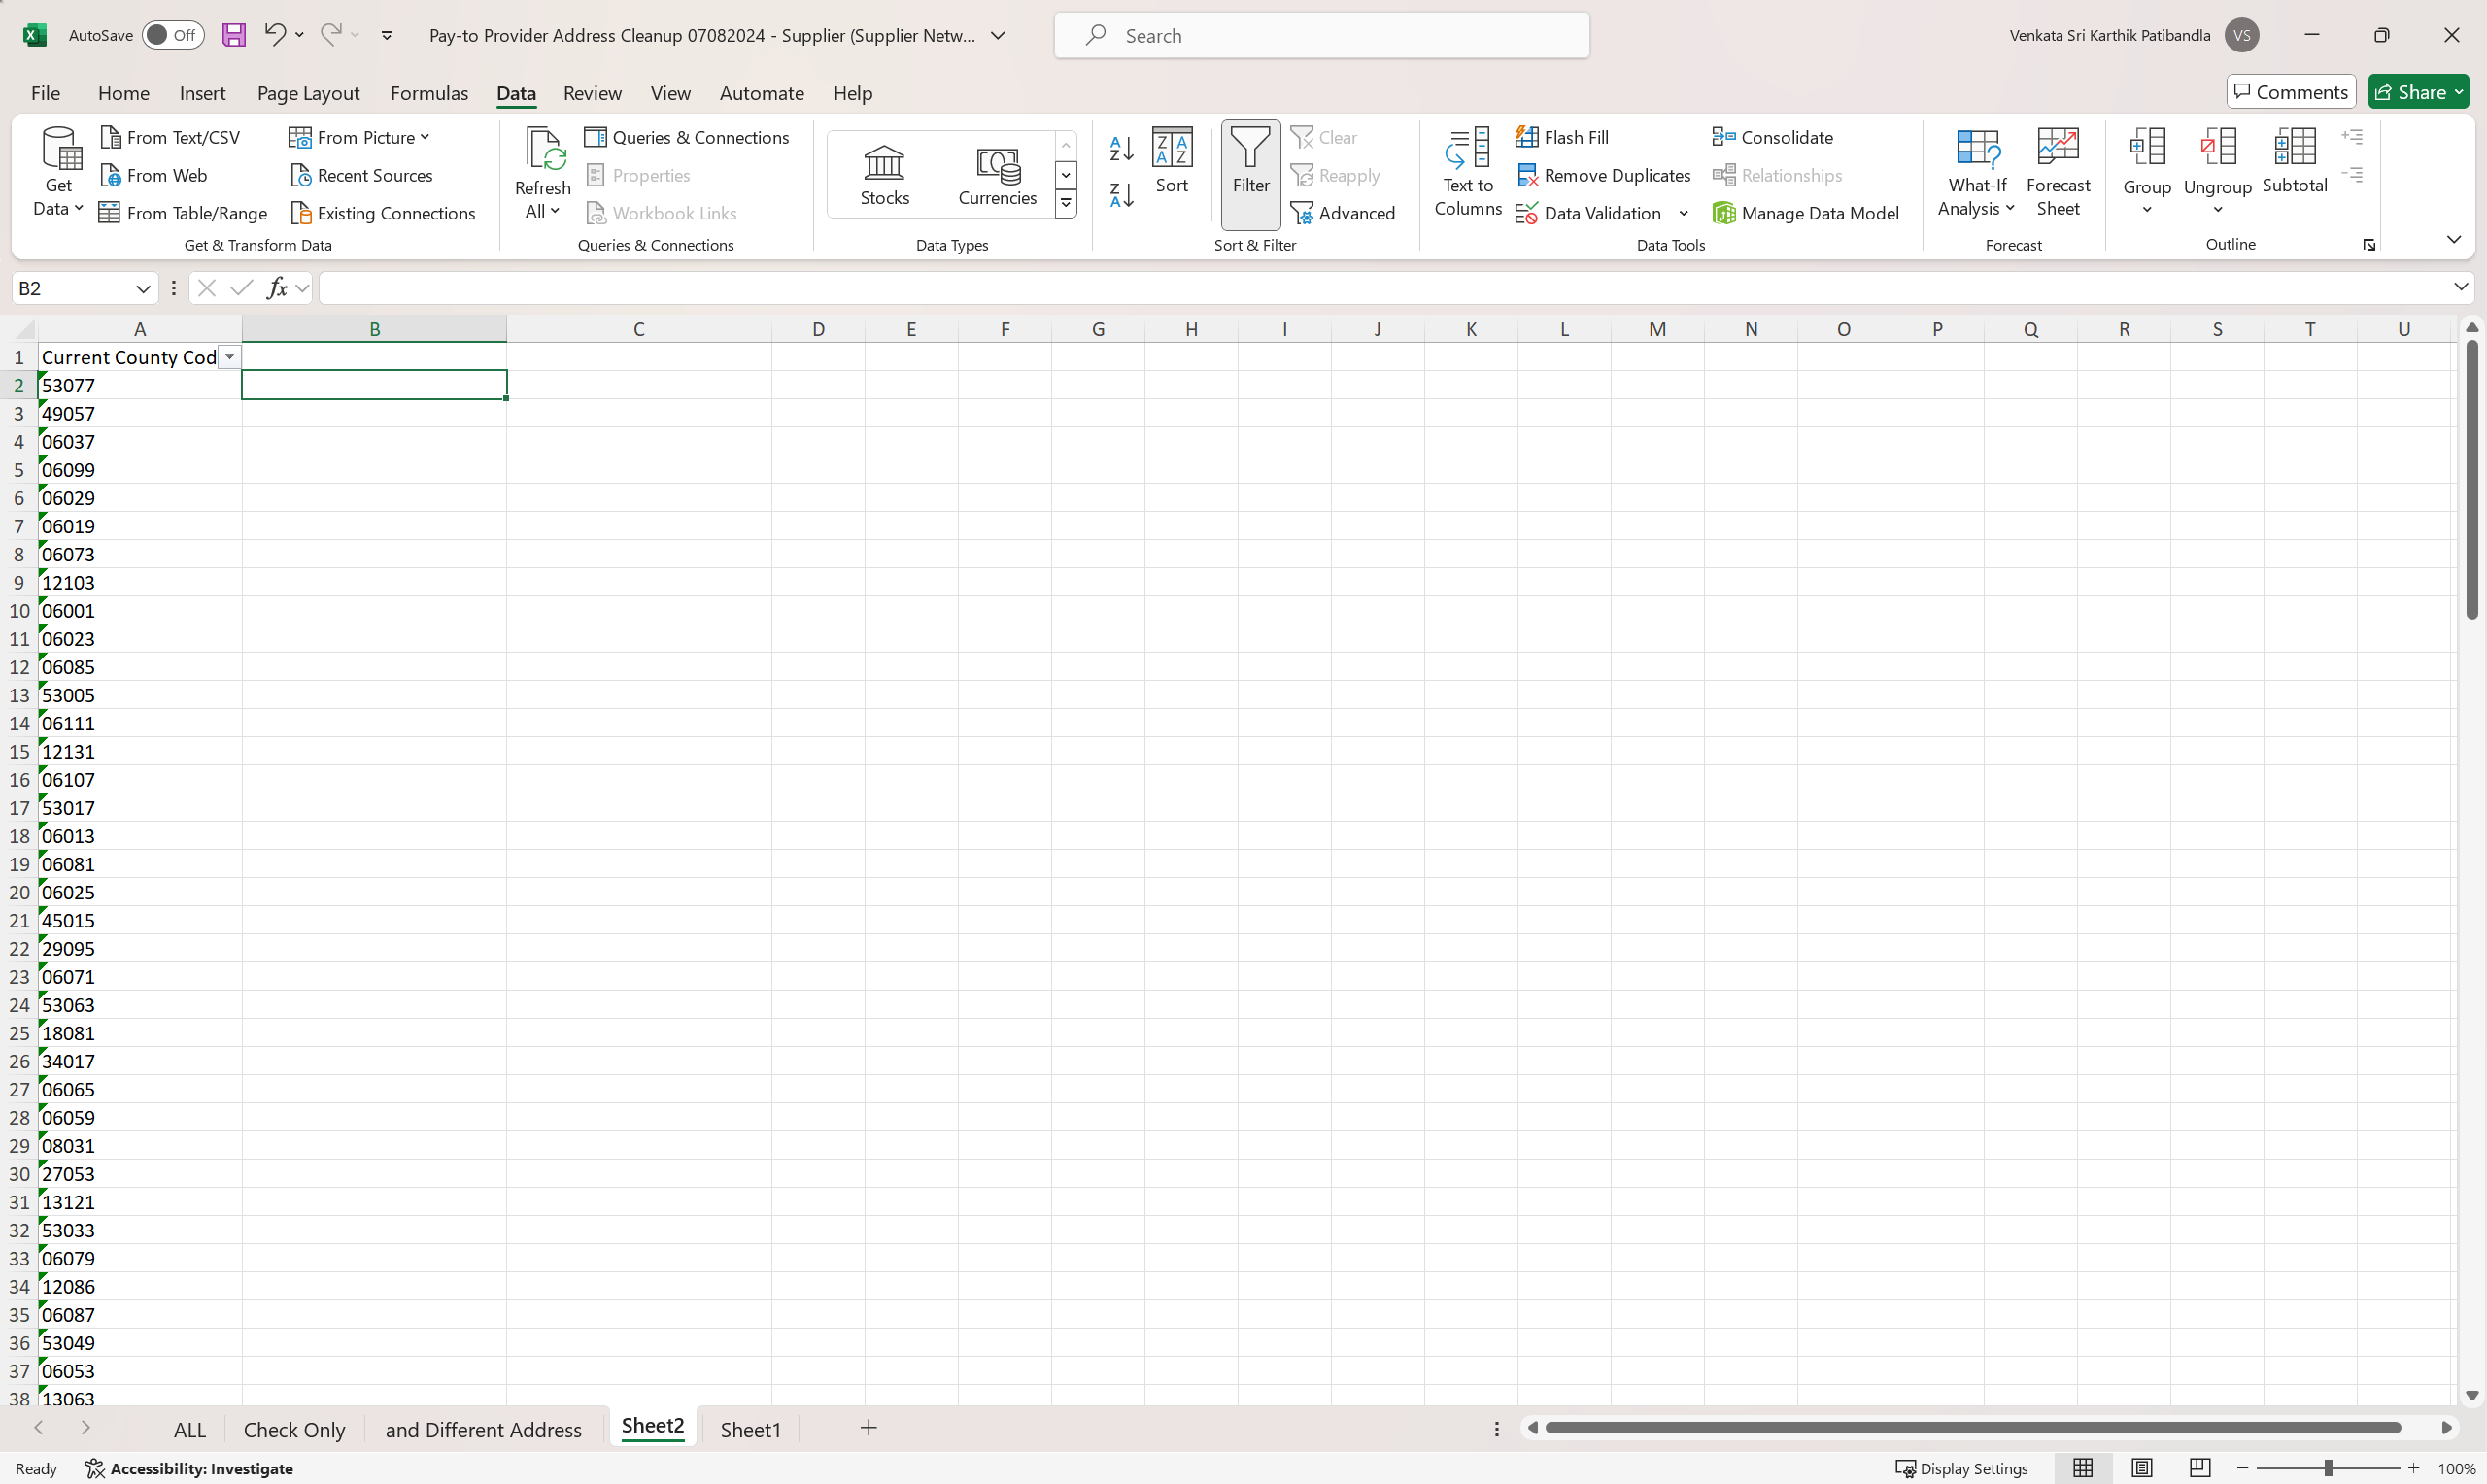 AutoSave Off Pay-to Provider Address Cleanup 07082024 - Supplier (Supplier Netw... Search Venkata Sri Karthik Patibandla VS
File Home Insert Page Layout Formulas Data Review View Automate Help Comments Share
Get Data From Text/CSV From Web From Table/Range From Picture Recent Sources Existing Connections
Get & Transform Data
Refresh All Queries & Connections Properties Workbook Links
Queries & Connections
Stocks Currencies
Data Types
Sort Filter Clear Reapply Advanced
Sort & Filter
Text to Columns Flash Fill Remove Duplicates Data Validation Consolidate Relationships Manage Data Model
Data Tools
What-If Analysis Forecast Sheet
Forecast
Group Ungroup Subtotal
Outline
B2 fx
A B C D E F G H I J K L M N O P Q R S T U
1 Current County Cod
2 53077
3 49057
4 06037
5 06099
6 06029
7 06019
8 06073
9 12103
10 06001
11 06023
12 06085
13 53005
14 06111
15 12131
16 06107
17 53017
18 06013
19 06081
20 06025
21 45015
22 29095
23 06071
24 53063
25 18081
26 34017
27 06065
28 06059
29 08031
30 27053
31 13121
32 53033
33 06079
34 12086
35 06087
36 53049
37 06053
38 13063
ALL Check Only and Different Address Sheet2 Sheet1
Ready Accessibility: Investigate Display Settings 100%